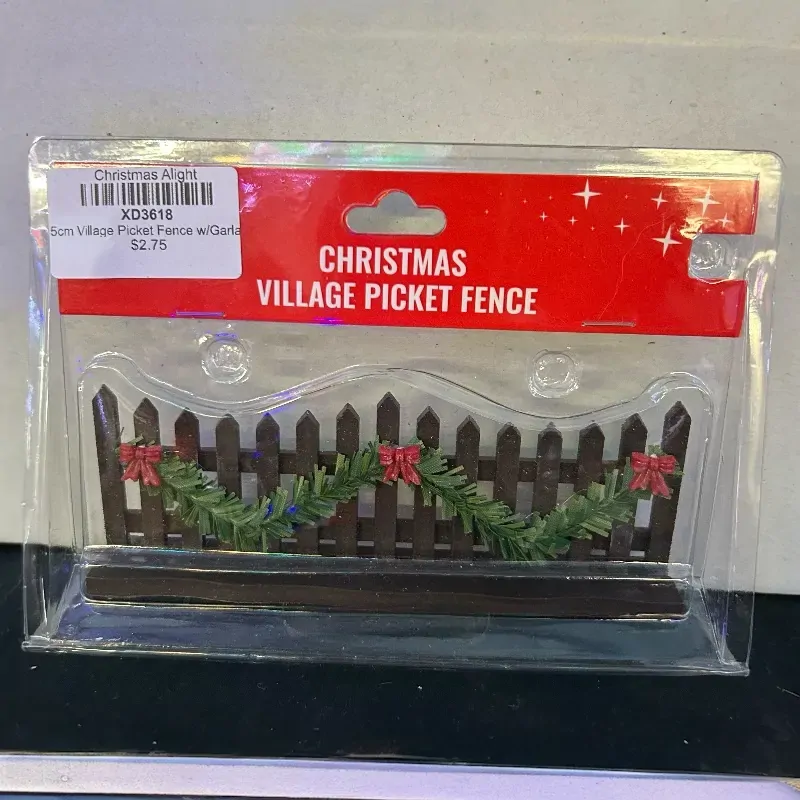 Christmas Alight
XD3618
5cm Village Picket Fence w/Garla
$2.75
CHRISTMAS
VILLAGE PICKET FENCE